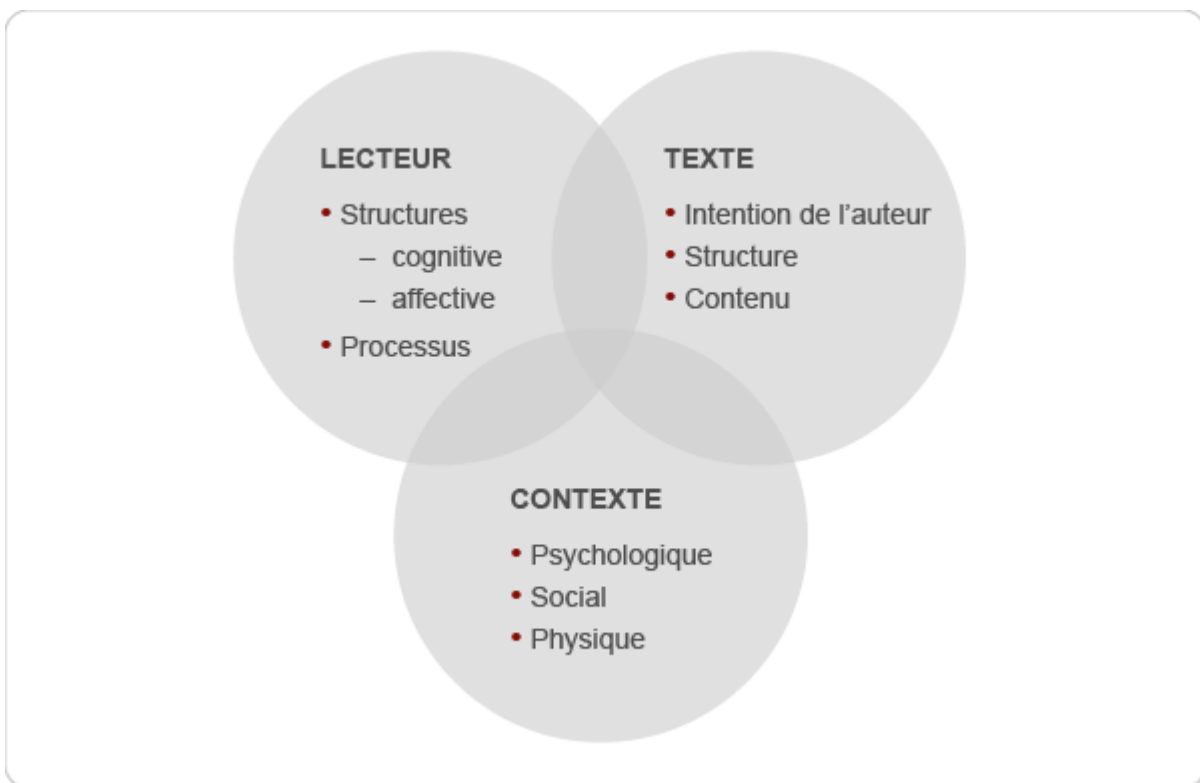 LECTEUR
• Structures
– cognitive
– affective
• Processus
TEXTE
• Intention de l’auteur
• Structure
• Contenu
CONTEXTE
• Psychologique
• Social
• Physique